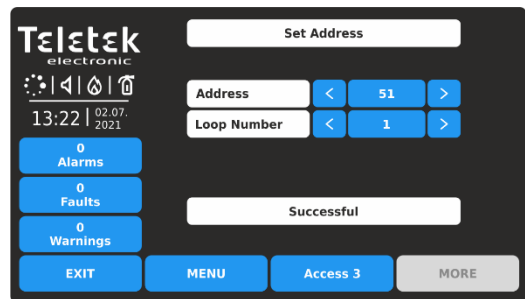 Teletek
electronic
13:22
02.07.
2021
0
Alarms
0
Faults
0
Warnings
Set Address
Address < 51 >
Loop Number < 1 >
Successful
EXIT MENU Access 3 MORE